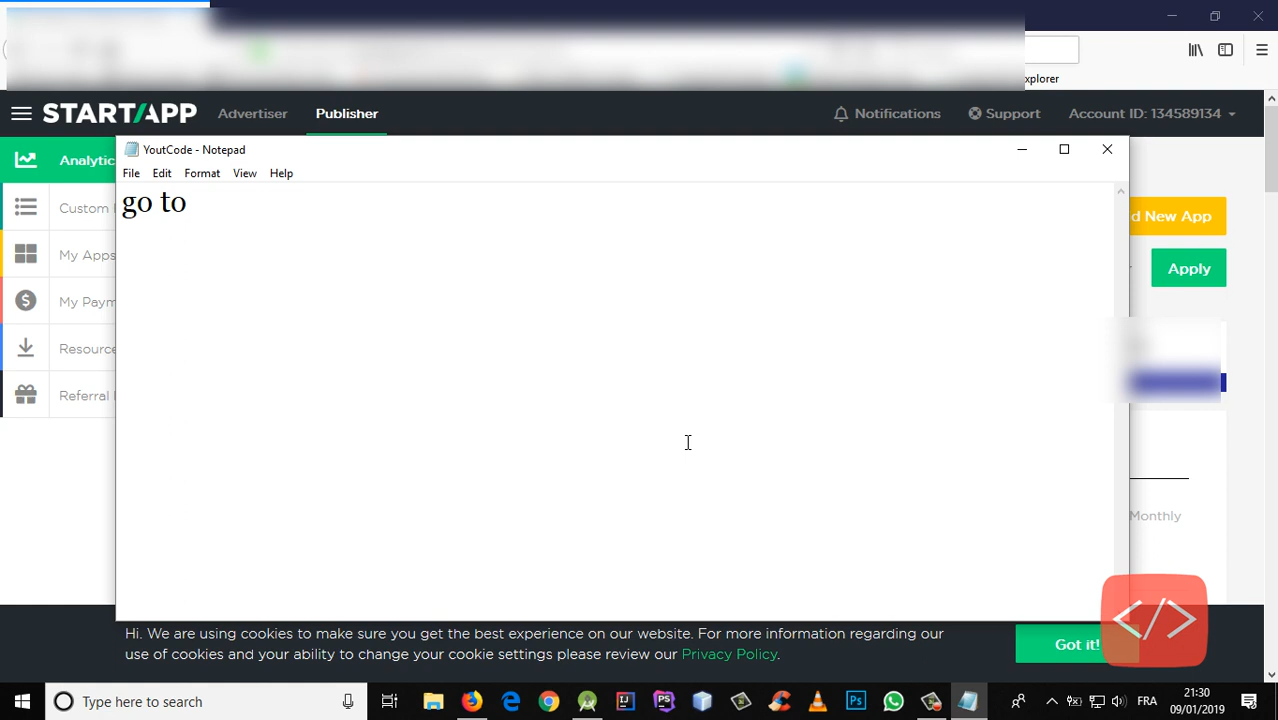 xplorer
START/APP Advertiser Publisher Notifications Support Account ID: 134589134
YoutCode - Notepad
File Edit Format View Help
go to
Analytic
Custom
My Apps
My Paym
Resource
Referral
d New App
Apply
Monthly
Hi. We are using cookies to make sure you get the best experience on our website. For more information regarding our
use of cookies and your ability to change your cookie settings please review our Privacy Policy.
Got it!
</>
Type here to search
FRA
21:30
09/01/2019